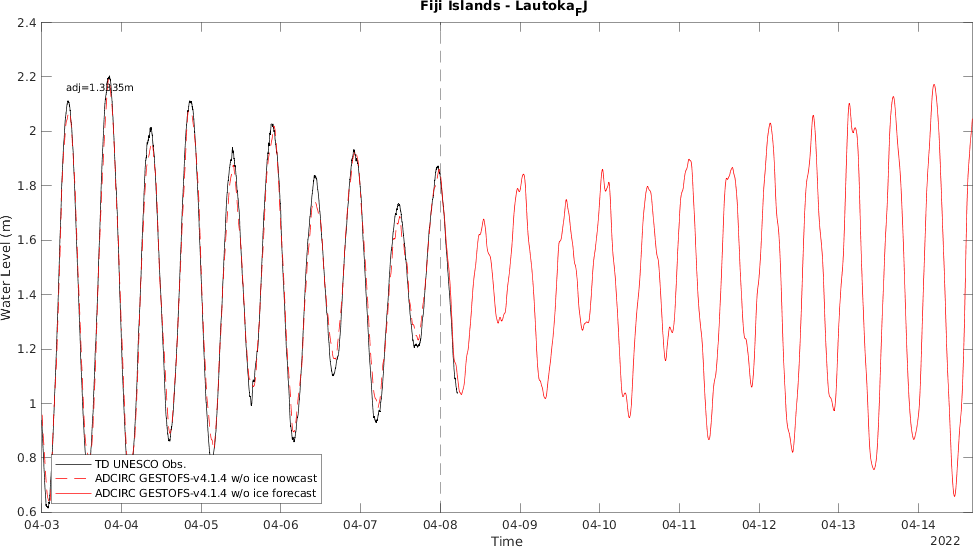 Fiji Islands - Lautoka_FJ
2.4
2.2
adj=1.3335m
2
1.8
1.6
1.4
1.2
1
0.8
0.6
Water Level (m)
TD UNESCO Obs.
ADCIRC GESTOFS-v4.1.4 w/o ice nowcast
ADCIRC GESTOFS-v4.1.4 w/o ice forecast
04-03 04-04 04-05 04-06 04-07 04-08 04-09 04-10 04-11 04-12 04-13 04-14
Time
2022